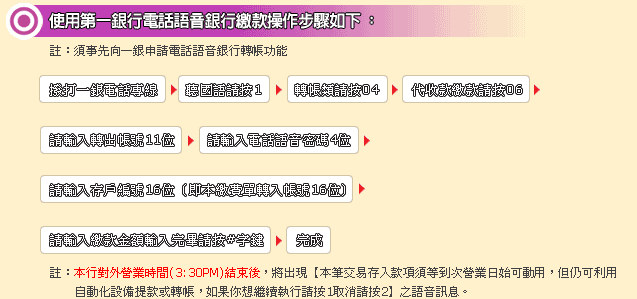 使用第一銀行電話語音銀行繳款操作步驟如下：
註：須事先向一銀申請電話語音銀行轉帳功能
撥打一銀電話專線 聽國語請按1 轉帳類請按04 代收款繳款請按06
請輸入轉出帳號11位 請輸入電話語音密碼4位
請輸入存戶編號16位（即本繳費單轉入帳號16位）
請輸入繳款金額輸入完畢請按#字鍵 完成
註：本行對外營業時間(3:30PM)結束後，將出現【本筆交易存入款項須等到次營業日始可動用，但仍可利用
自動化設備提款或轉帳，如果你想繼續執行請按1取消請按2】之語音訊息。